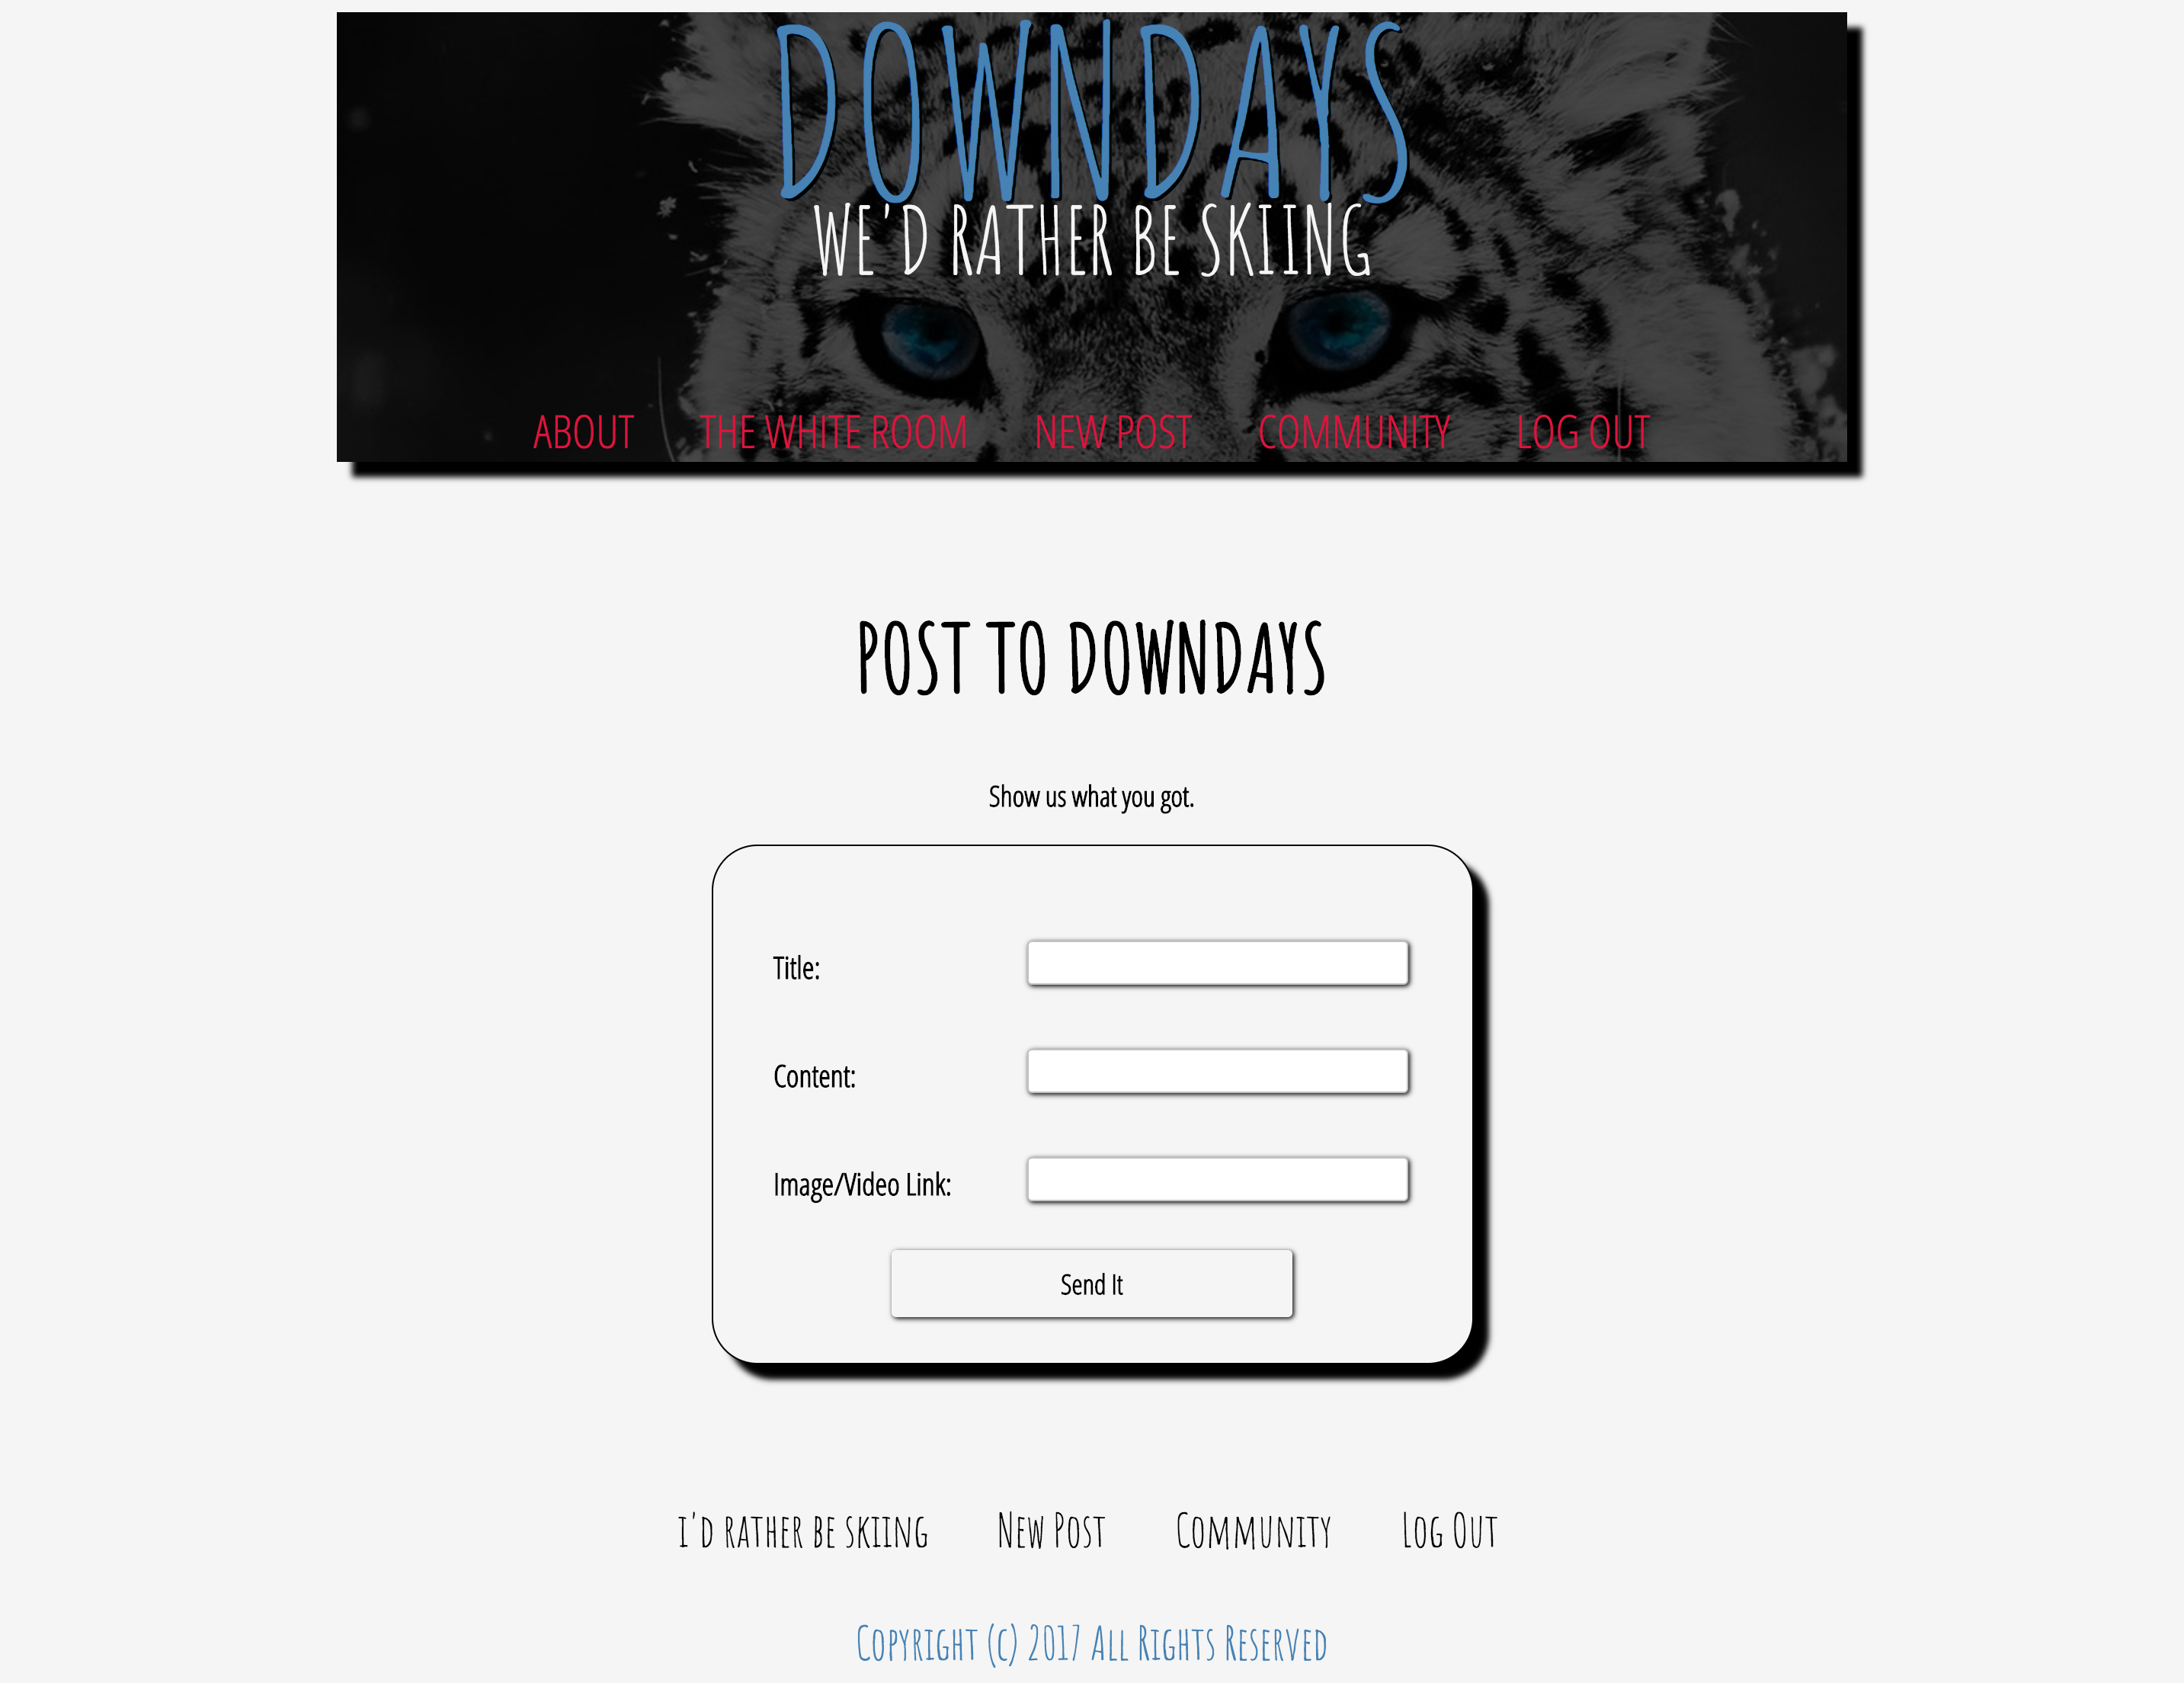 DOWNDAYS
WE'D RATHER BE SKIING
ABOUT THE WHITE ROOM NEW POST COMMUNITY LOG OUT
POST TO DOWNDAYS
Show us what you got.
Title:
Content:
Image/Video Link:
Send It
i'd rather be skiing New Post Community Log Out
Copyright (c) 2017 All Rights Reserved